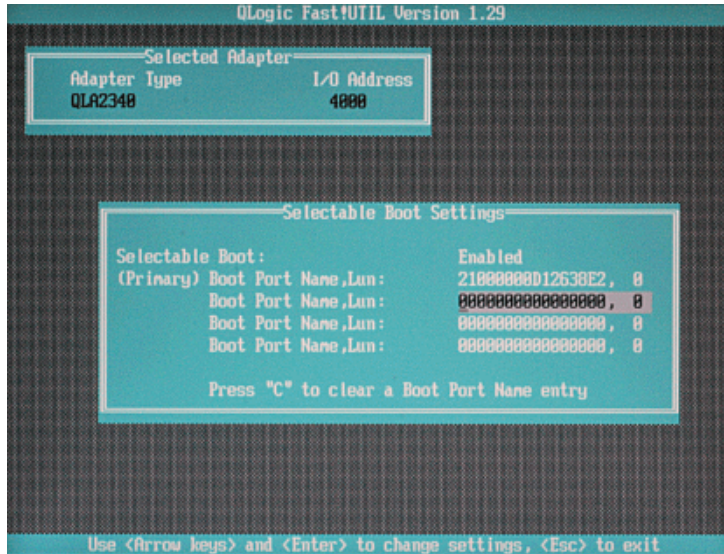 QLogic Fast!UTIL Version 1.29
Selected Adapter
Adapter Type I/O Address
QLA2340 4000
Selectable Boot Settings
Selectable Boot: Enabled
(Primary) Boot Port Name,Lun: 21000000D12638E2, 0
Boot Port Name,Lun: 0000000000000000, 0
Boot Port Name,Lun: 0000000000000000, 0
Boot Port Name,Lun: 0000000000000000, 0
Press "C" to clear a Boot Port Name entry
Use <Arrow keys> and <Enter> to change settings, <Esc> to exit